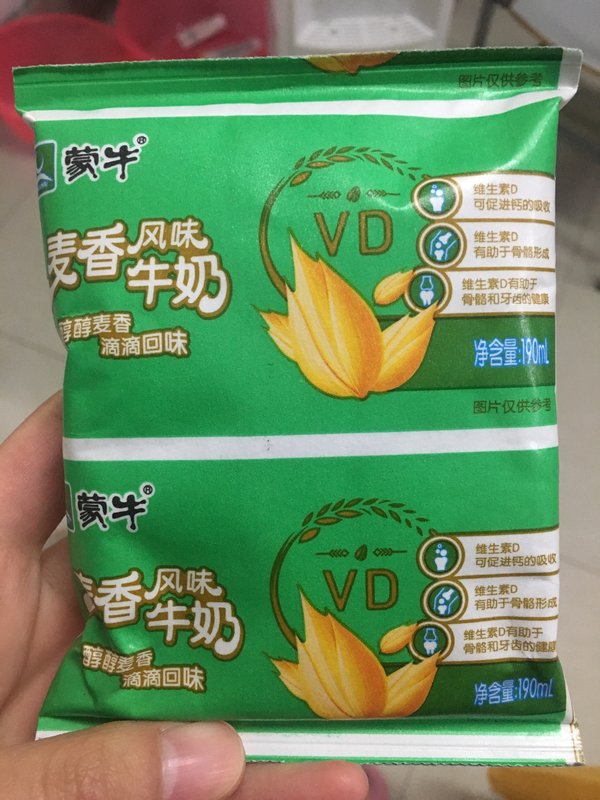 图片仅供参考
蒙牛®
麦香风味
牛奶
醇醇麦香
滴滴回味
VD
维生素D
可促进钙的吸收
维生素D
有助于骨骼形成
维生素D有助于
骨骼和牙齿的健康
净含量:190mL
图片仅供参考
蒙牛®
麦香风味
牛奶
醇醇麦香
滴滴回味
VD
维生素D
可促进钙的吸收
维生素D
有助于骨骼形成
维生素D有助于
骨骼和牙齿的健康
净含量:190mL